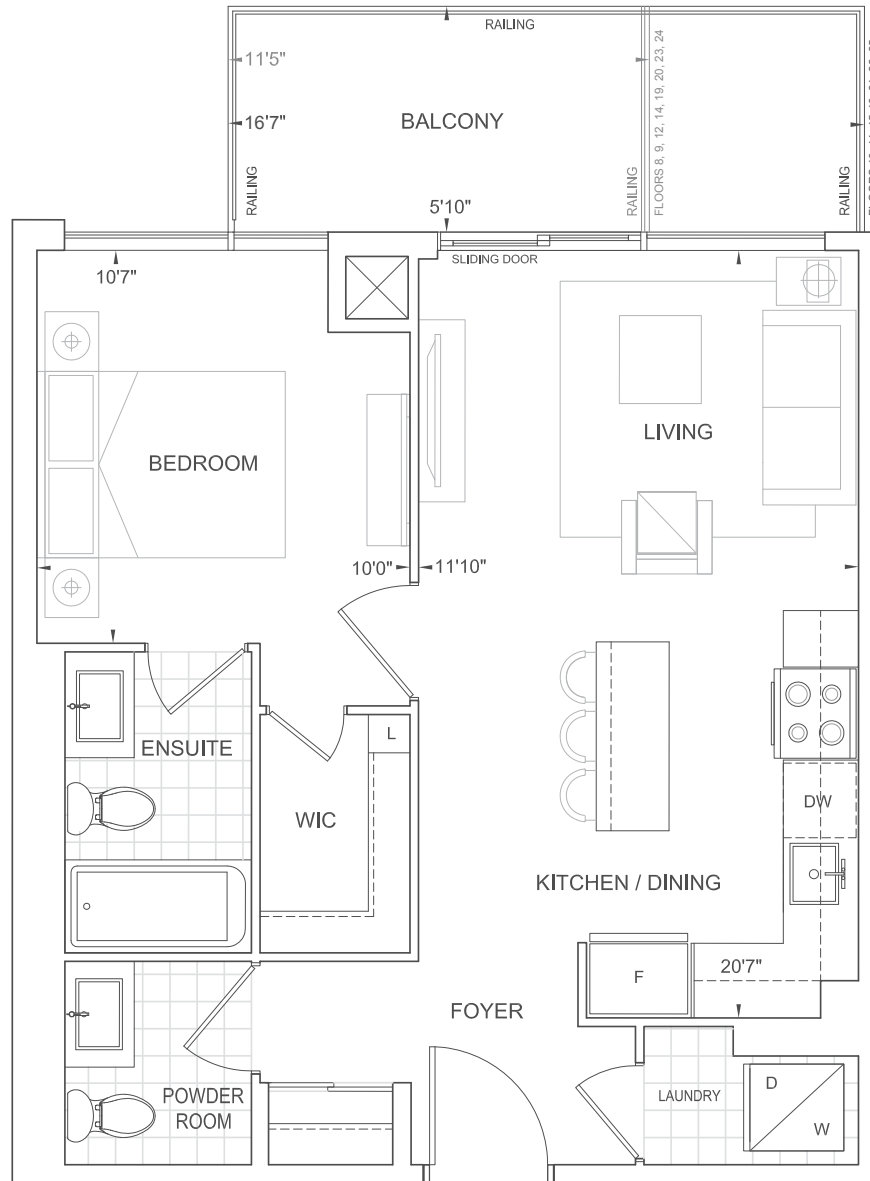 RAILING
11'5"
16'7"
BALCONY
RAILING
RAILING
FLOORS 8, 9, 12, 14, 19, 20, 23, 24
RAILING
5'10"
SLIDING DOOR
10'7"
LIVING
BEDROOM
10'0"
11'10"
L
ENSUITE
WIC
DW
KITCHEN / DINING
F
20'7"
FOYER
POWDER
ROOM
LAUNDRY
D
W